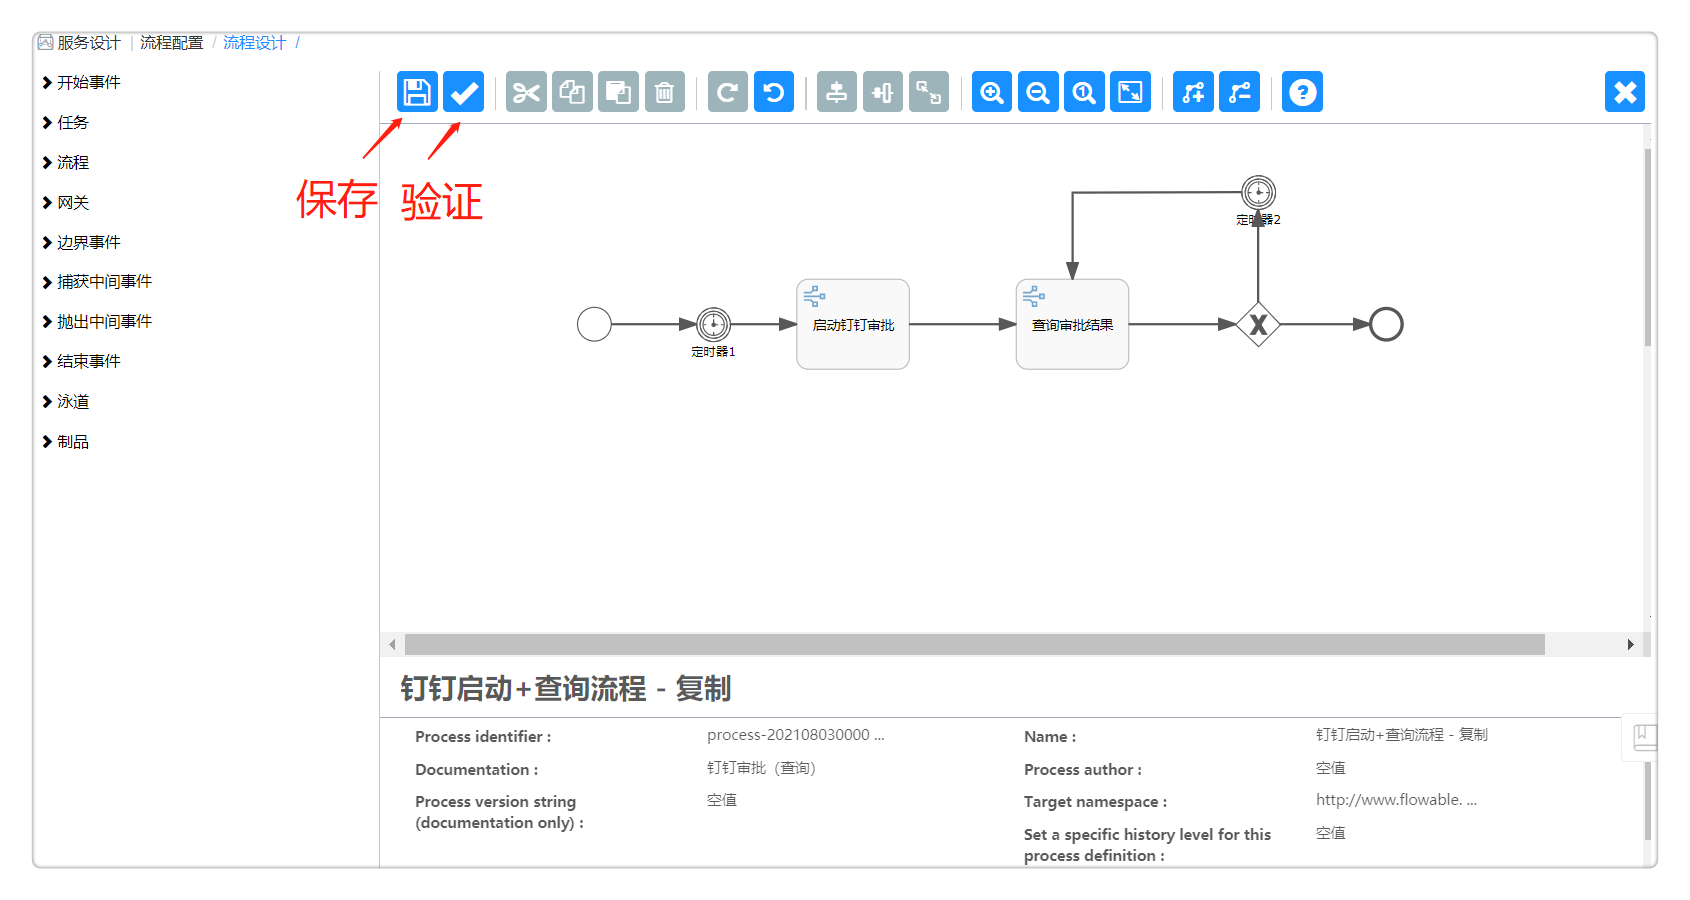 服务设计 | 流程配置 / 流程设计 /
开始事件
任务
流程
网关
边界事件
捕获中间事件
抛出中间事件
结束事件
泳道
制品
保存 验证
定时器2
启动钉钉审批
查询审批结果
X
定时器1
钉钉启动+查询流程 - 复制
Process identifier : process-202108030000 ...
Name : 钉钉启动+查询流程 - 复制
Documentation : 钉钉审批（查询）
Process author : 空值
Process version string
(documentation only) : 空值
Target namespace : http://www.flowable. ...
Set a specific history level for this
process definition : 空值